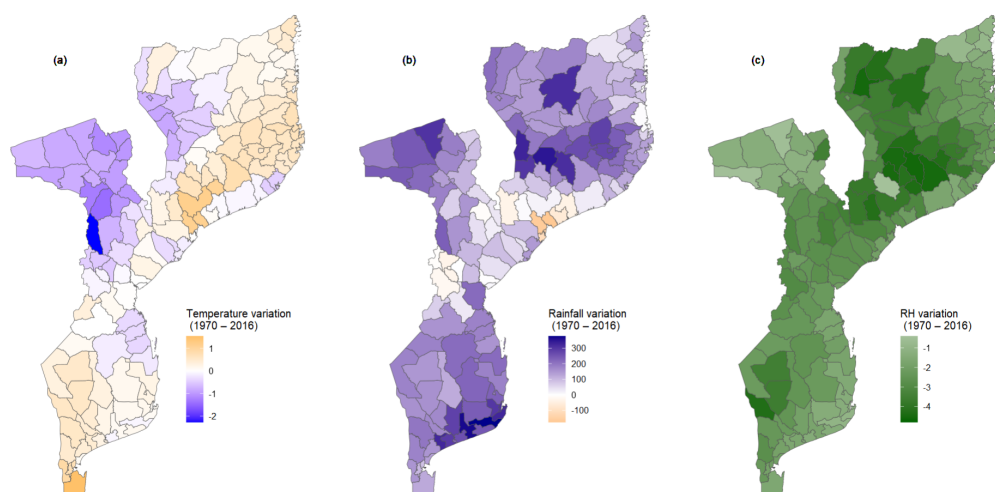 (a)
Temperature variation
(1970 – 2016)
1
0
-1
-2
(b)
Rainfall variation
(1970 – 2016)
300
200
100
0
-100
(c)
RH variation
(1970 – 2016)
-1
-2
-3
-4